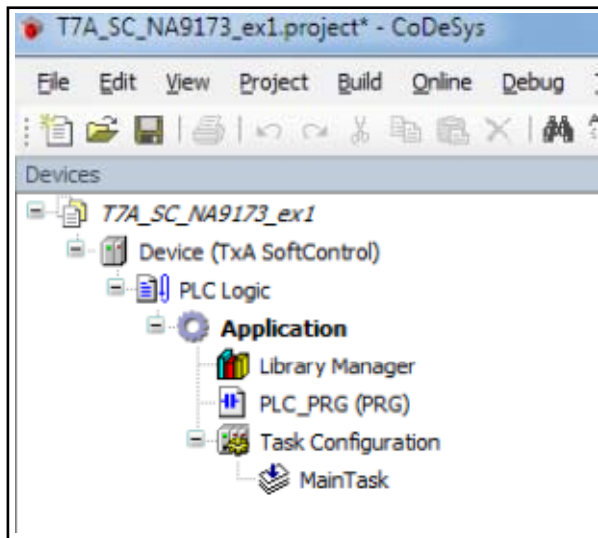 T7A_SC_NA9173_ex1.project* - CoDeSys
File Edit View Project Build Online Debug
Devices
T7A_SC_NA9173_ex1
Device (TxA SoftControl)
PLC Logic
Application
Library Manager
PLC_PRG (PRG)
Task Configuration
MainTask